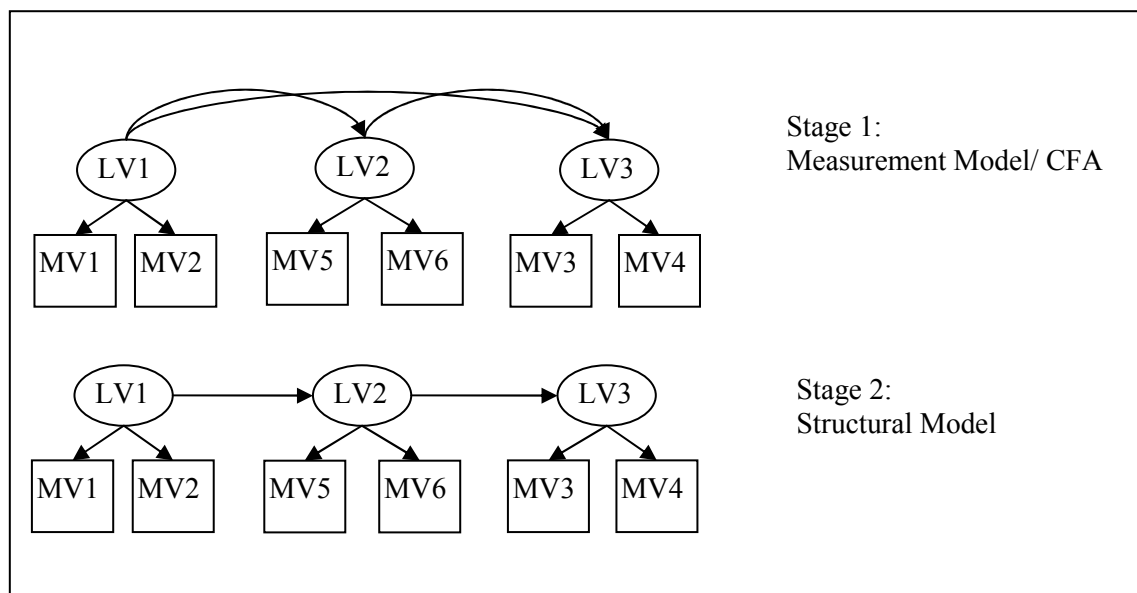 Stage 1:
Measurement Model/ CFA
LV1 LV2 LV3
MV1 MV2 MV5 MV6 MV3 MV4
Stage 2:
Structural Model
LV1 LV2 LV3
MV1 MV2 MV5 MV6 MV3 MV4